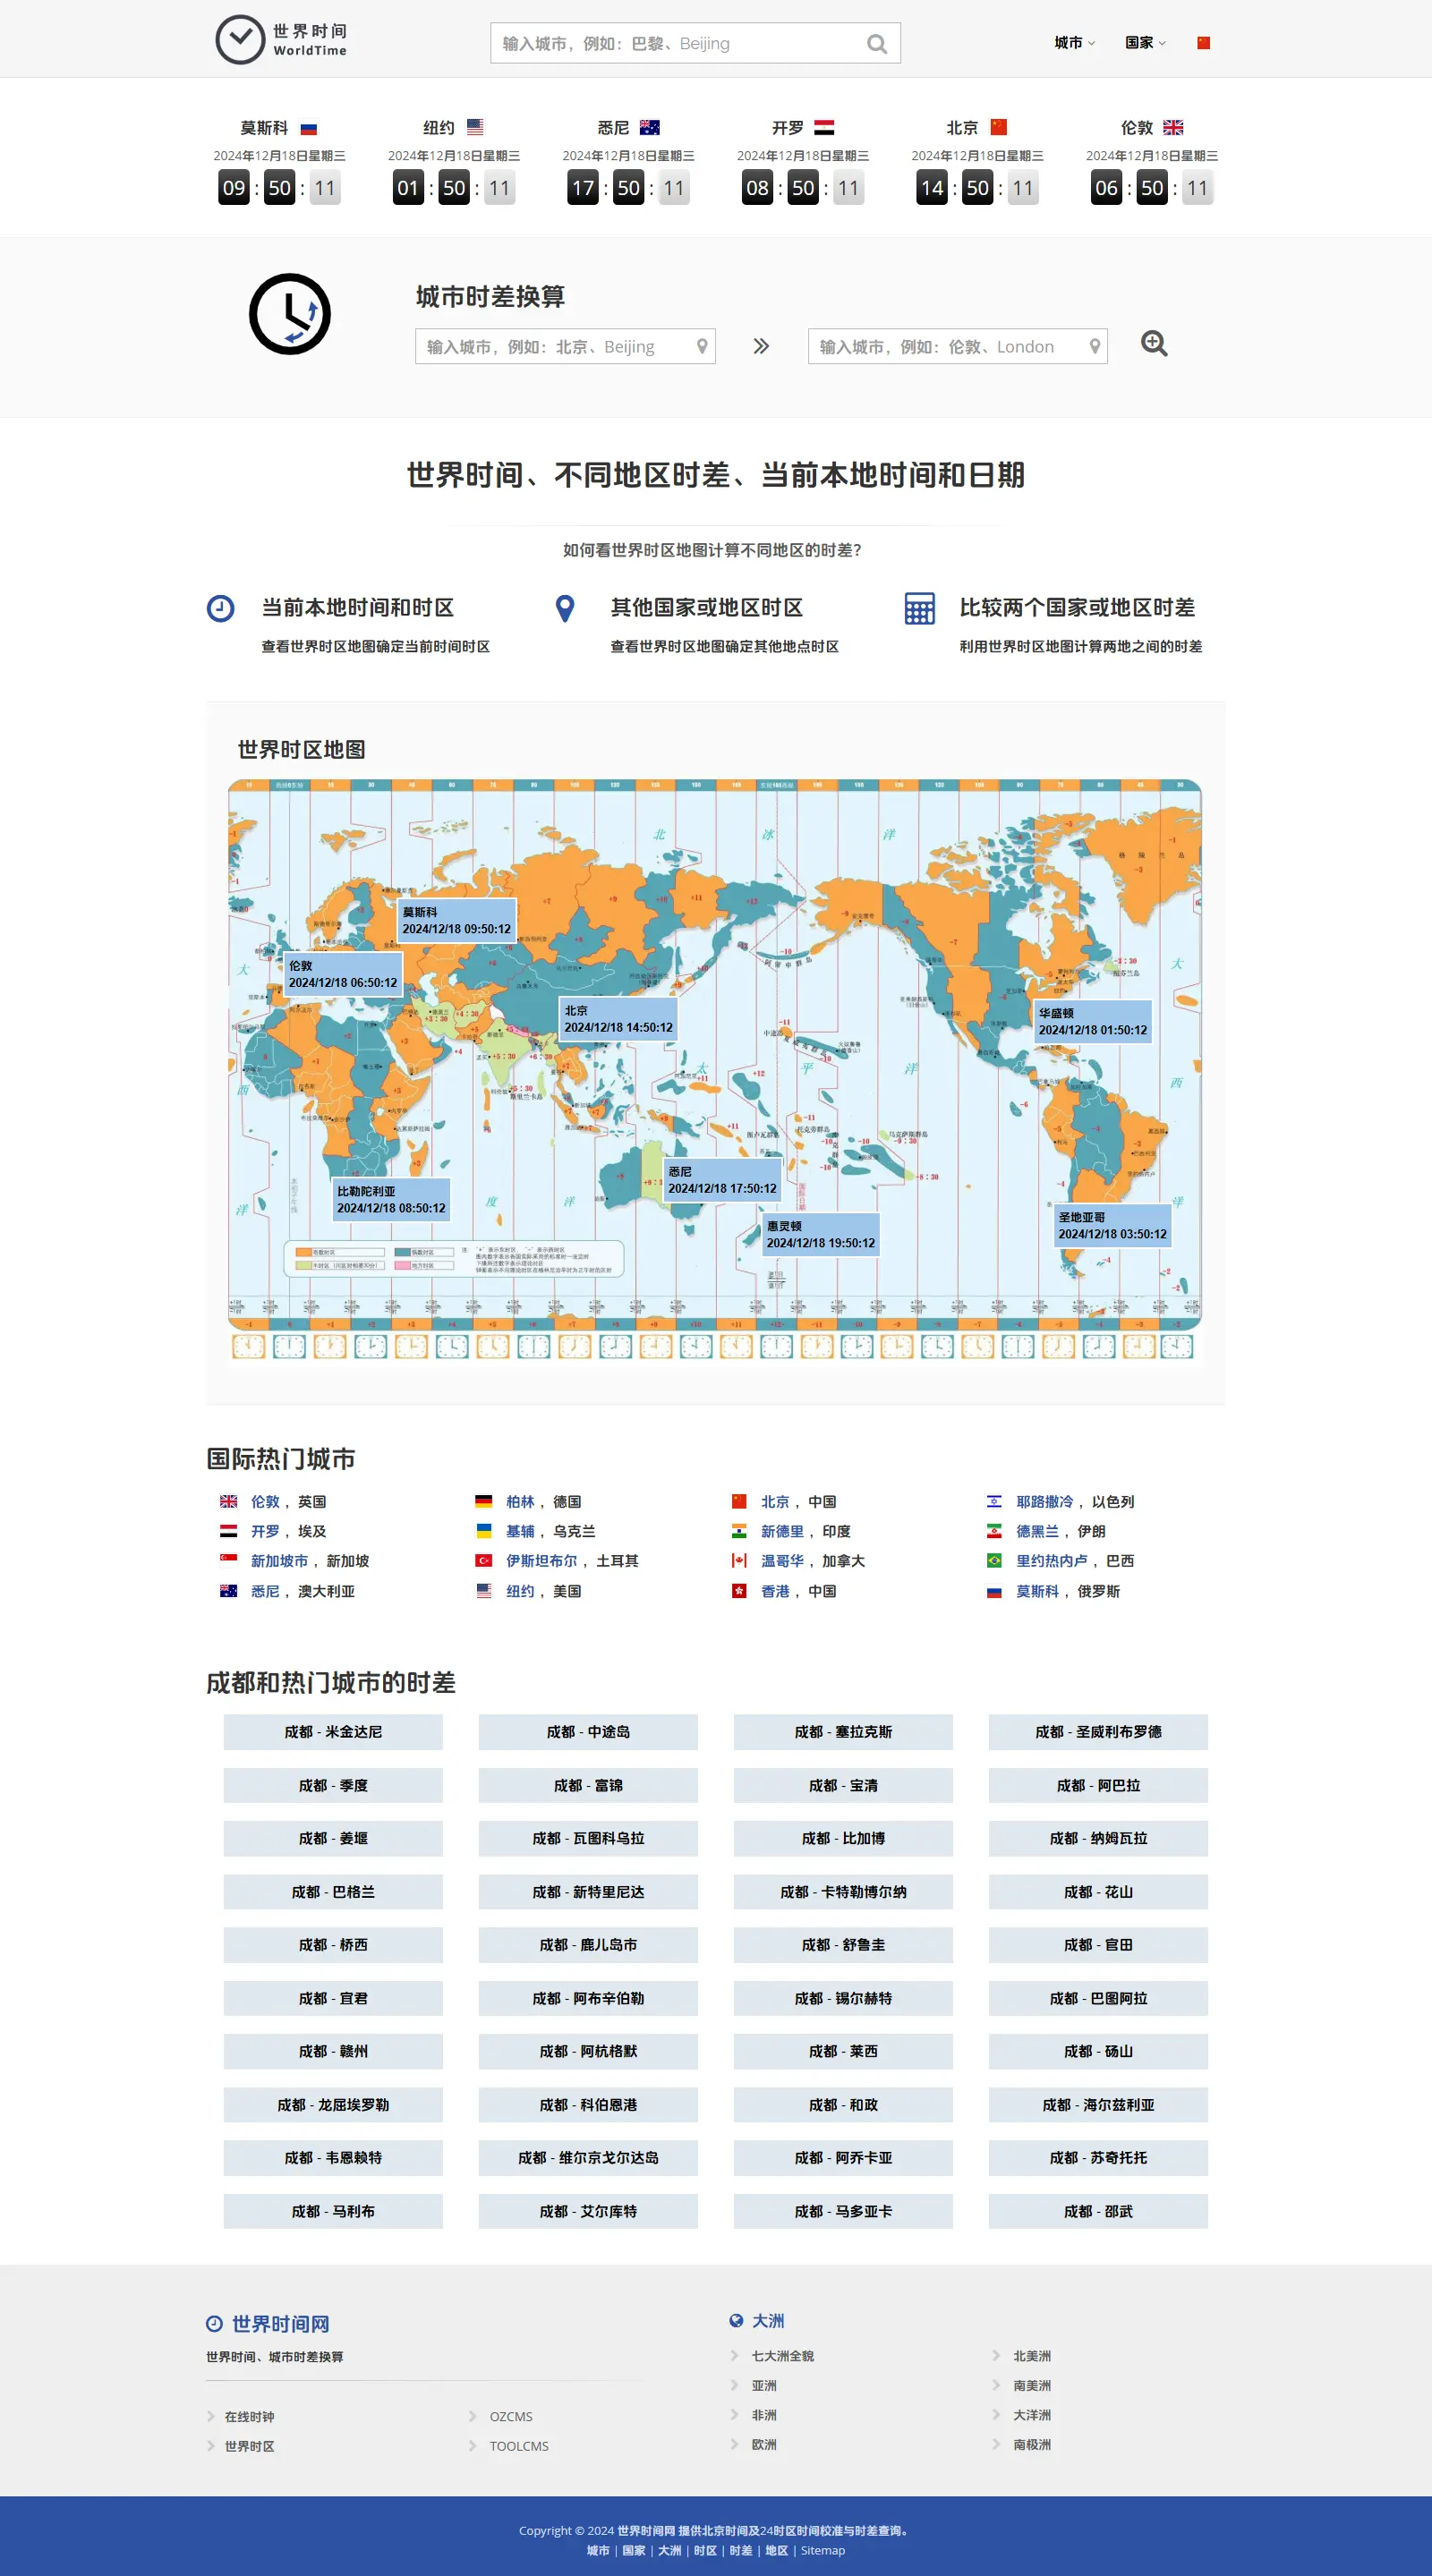 世界时间
WorldTime
输入城市，例如：巴黎、Beijing
城市
国家
莫斯科
纽约
悉尼
开罗
北京
伦敦
2024年12月18日星期三
2024年12月18日星期三
2024年12月18日星期三
2024年12月18日星期三
2024年12月18日星期三
2024年12月18日星期三
09 : 50 : 11
01 : 50 : 11
17 : 50 : 11
08 : 50 : 11
14 : 50 : 11
06 : 50 : 11
城市时差换算
输入城市，例如：北京、Beijing
输入城市，例如：伦敦、London
世界时间、不同地区时差、当前本地时间和日期
如何看世界时区地图计算不同地区的时差？
当前本地时间和时区
查看世界时区地图确定当前时间时区
其他国家或地区时区
查看世界时区地图确定其他地点时区
比较两个国家或地区时差
利用世界时区地图计算两地之间的时差
世界时区地图
北 冰 洋
莫斯科
2024/12/18 09:50:12
伦敦
2024/12/18 06:50:12
北京
2024/12/18 14:50:12
华盛顿
2024/12/18 01:50:12
大 西 洋
太 平 洋
大 西 洋
悉尼
2024/12/18 17:50:12
比勒陀利亚
2024/12/18 08:50:12
度 洋
惠灵顿
2024/12/18 19:50:12
圣地亚哥
2024/12/18 03:50:12
国际热门城市
伦敦 ，英国
柏林 ，德国
北京 ，中国
耶路撒冷 ，以色列
开罗 ，埃及
基辅 ，乌克兰
新德里 ，印度
德黑兰 ，伊朗
新加坡市 ，新加坡
伊斯坦布尔 ，土耳其
温哥华 ，加拿大
里约热内卢 ，巴西
悉尼 ，澳大利亚
纽约 ，美国
香港 ，中国
莫斯科 ，俄罗斯
成都和热门城市的时差
成都 - 米金达尼
成都 - 中途岛
成都 - 塞拉克斯
成都 - 圣威利布罗德
成都 - 季度
成都 - 富锦
成都 - 宝清
成都 - 阿巴拉
成都 - 姜堰
成都 - 瓦图科乌拉
成都 - 比加博
成都 - 纳姆瓦拉
成都 - 巴格兰
成都 - 新特里尼达
成都 - 卡特勒博尔纳
成都 - 花山
成都 - 桥西
成都 - 鹿儿岛市
成都 - 舒鲁圭
成都 - 官田
成都 - 宜君
成都 - 阿布辛伯勒
成都 - 锡尔赫特
成都 - 巴图阿拉
成都 - 赣州
成都 - 阿杭格默
成都 - 莱西
成都 - 砀山
成都 - 龙屈埃罗勒
成都 - 科伯恩港
成都 - 和政
成都 - 海尔兹利亚
成都 - 韦恩赖特
成都 - 维尔京戈尔达岛
成都 - 阿乔卡亚
成都 - 苏奇托托
成都 - 马利布
成都 - 艾尔库特
成都 - 马多亚卡
成都 - 邵武
世界时间网
世界时间、城市时差换算
在线时钟
OZCMS
世界时区
TOOLCMS
大洲
七大洲全貌
北美洲
亚洲
南美洲
非洲
大洋洲
欧洲
南极洲
Copyright © 2024 世界时间网 提供北京时间及24时区时间校准与时差查询。
城市 | 国家 | 大洲 | 时区 | 时差 | 地区 | Sitemap